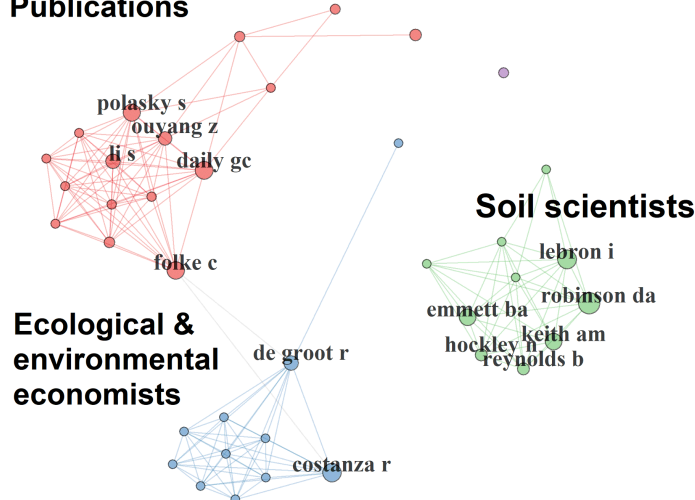 Publications
polasky s
ouyang z
li s
daily gc
Soil scientists
lebron i
folke c
robinson da
emmett ba
Ecological &
environmental
economists
keith am
hockley n
reynolds b
de groot r
costanza r